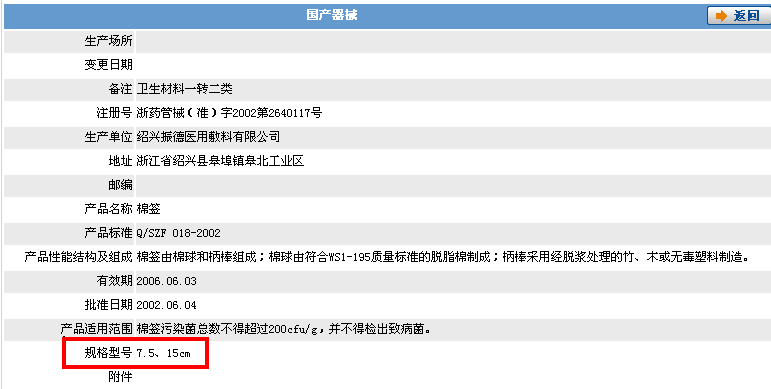 国产器械
返回
生产场所
变更日期
备注 卫生材料一转二类
注册号 浙药管械(准)字2002第2640117号
生产单位 绍兴振德医用敷料有限公司
地址 浙江省绍兴县皋埠镇皋北工业区
邮编
产品名称 棉签
产品标准 Q/SZF 018-2002
产品性能结构及组成 棉签由棉球和柄棒组成；棉球由符合WS1-195质量标准的脱脂棉制成；柄棒采用经脱浆处理的竹、木或无毒塑料制造。
有效期 2006.06.03
批准日期 2002.06.04
产品适用范围 棉签污染菌总数不得超过200cfu/g，并不得检出致病菌。
规格型号 7.5、15cm
附件